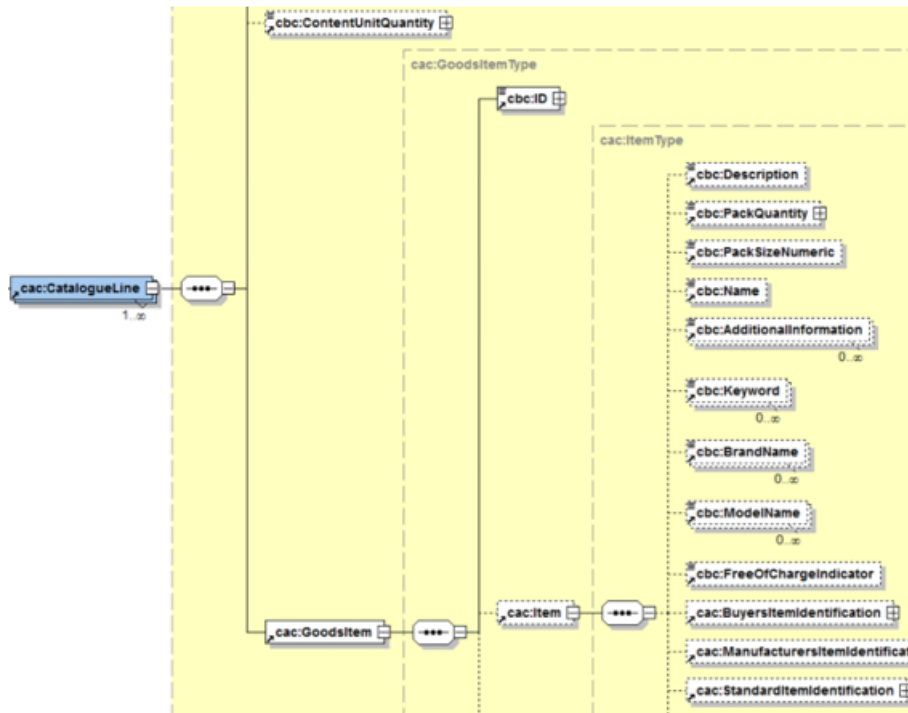 cbc:ContentUnitQuantity
cac:GoodsItemType
cbc:ID
cac:ItemType
cbc:Description
cbc:PackQuantity
cbc:PackSizeNumeric
cac:CatalogueLine
1..∞
cbc:Name
cbc:AdditionalInformation
0..∞
cbc:Keyword
0..∞
cbc:BrandName
0..∞
cbc:ModelName
0..∞
cbc:FreeOfChargeIndicator
cac:Item
cac:BuyersItemIdentification
cac:GoodsItem
cac:ManufacturersItemIdentificat
cac:StandardItemIdentification